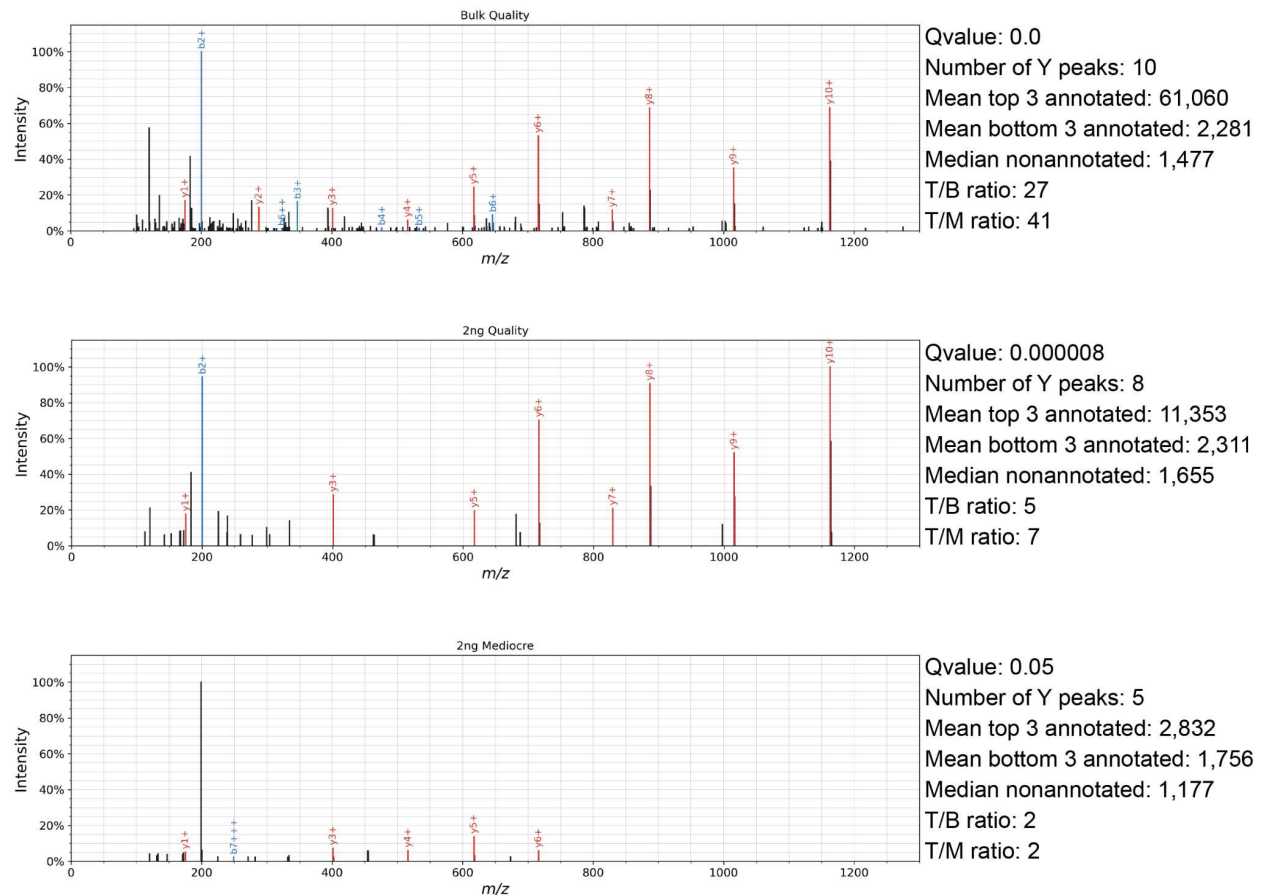 Bulk Quality
100%
80%
60%
40%
20%
0%
Intensity
y1+
b2+
y2+
b6++
b3+
y3+
b4+
y4+
b5+
y5+
b6+
y6+
y7+
y8+
y9+
y10+
0 200 400 600 800 1000 1200
m/z
Qvalue: 0.0
Number of Y peaks: 10
Mean top 3 annotated: 61,060
Mean bottom 3 annotated: 2,281
Median nonannotated: 1,477
T/B ratio: 27
T/M ratio: 41
2ng Quality
100%
80%
60%
40%
20%
0%
Intensity
y1+
b2+
y3+
y5+
y6+
y7+
y8+
y9+
y10+
0 200 400 600 800 1000 1200
m/z
Qvalue: 0.000008
Number of Y peaks: 8
Mean top 3 annotated: 11,353
Mean bottom 3 annotated: 2,311
Median nonannotated: 1,655
T/B ratio: 5
T/M ratio: 7
2ng Mediocre
100%
80%
60%
40%
20%
0%
Intensity
y1+
b7+++
y3+
y4+
y5+
y6+
0 200 400 600 800 1000 1200
m/z
Qvalue: 0.05
Number of Y peaks: 5
Mean top 3 annotated: 2,832
Mean bottom 3 annotated: 1,756
Median nonannotated: 1,177
T/B ratio: 2
T/M ratio: 2